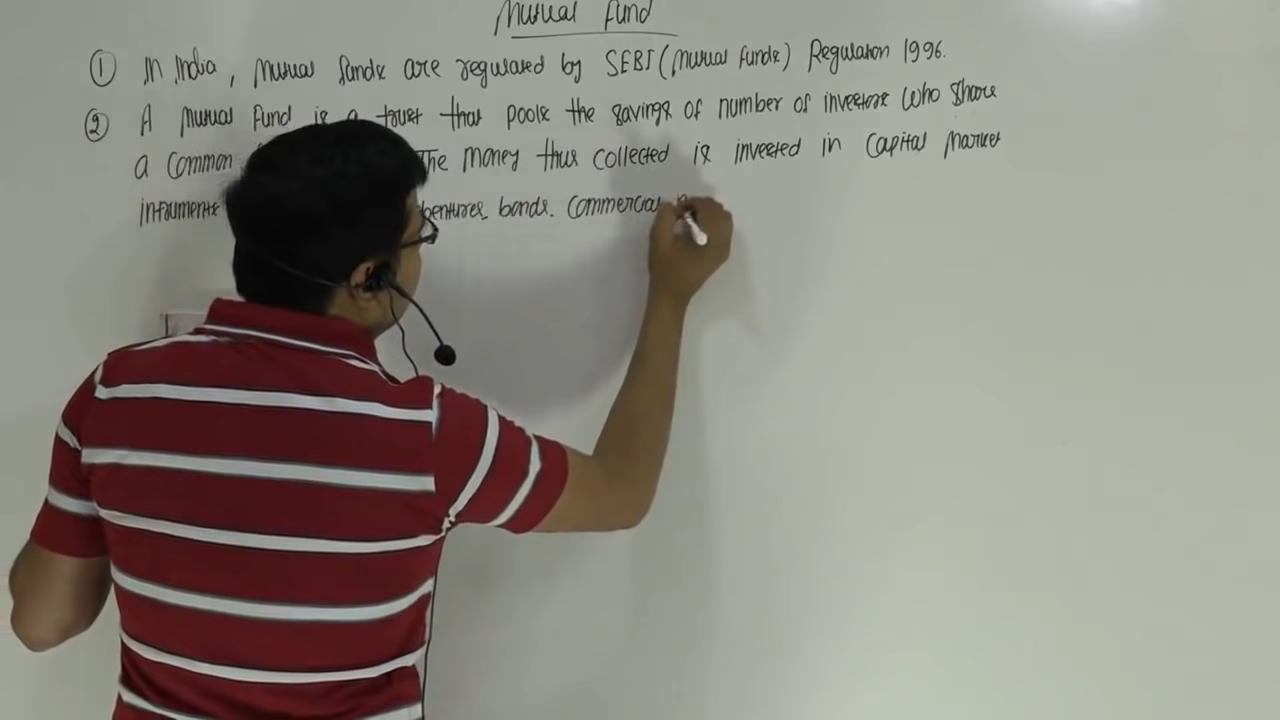 Mutual Fund
① In India, Mutual Funds are regulated by SEBI (Mutual Funds) Regulation 1996.
② A Mutual Fund is a trust that pools the savings of number of investors who share
a common The Money thus collected is invested in Capital Market
intruments bentures, bonds. Commercial